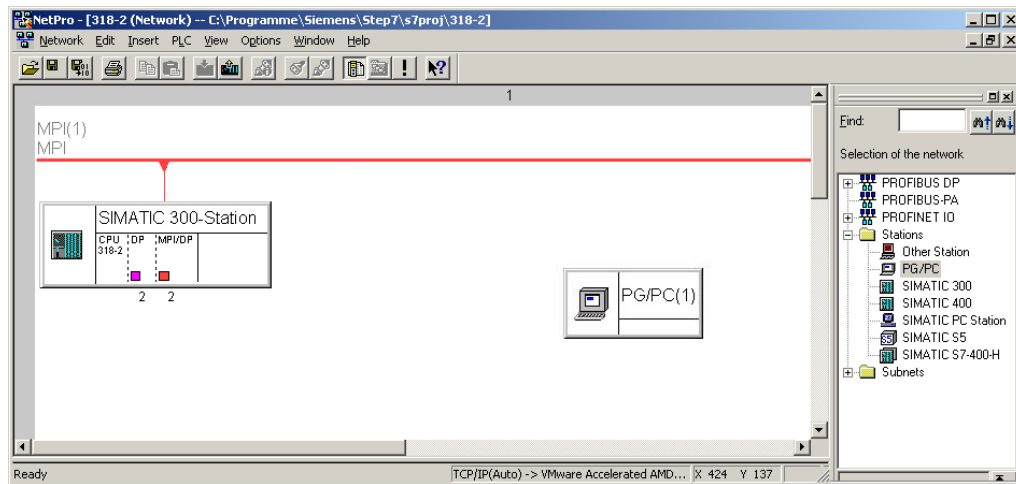 NetPro - [318-2 (Network) -- C:\Programme\Siemens\Step7\s7proj\318-2]
Network Edit Insert PLC View Options Window Help
1
MPI(1)
MPI
SIMATIC 300-Station
CPU 318-2
DP
MPI/DP
2 2
PG/PC(1)
Find:
Selection of the network
PROFIBUS DP
PROFIBUS-PA
PROFINET IO
Stations
Other Station
PG/PC
SIMATIC 300
SIMATIC 400
SIMATIC PC Station
SIMATIC S5
SIMATIC S7-400-H
Subnets
Ready
TCP/IP(Auto) -> VMware Accelerated AMD... X 424 Y 137